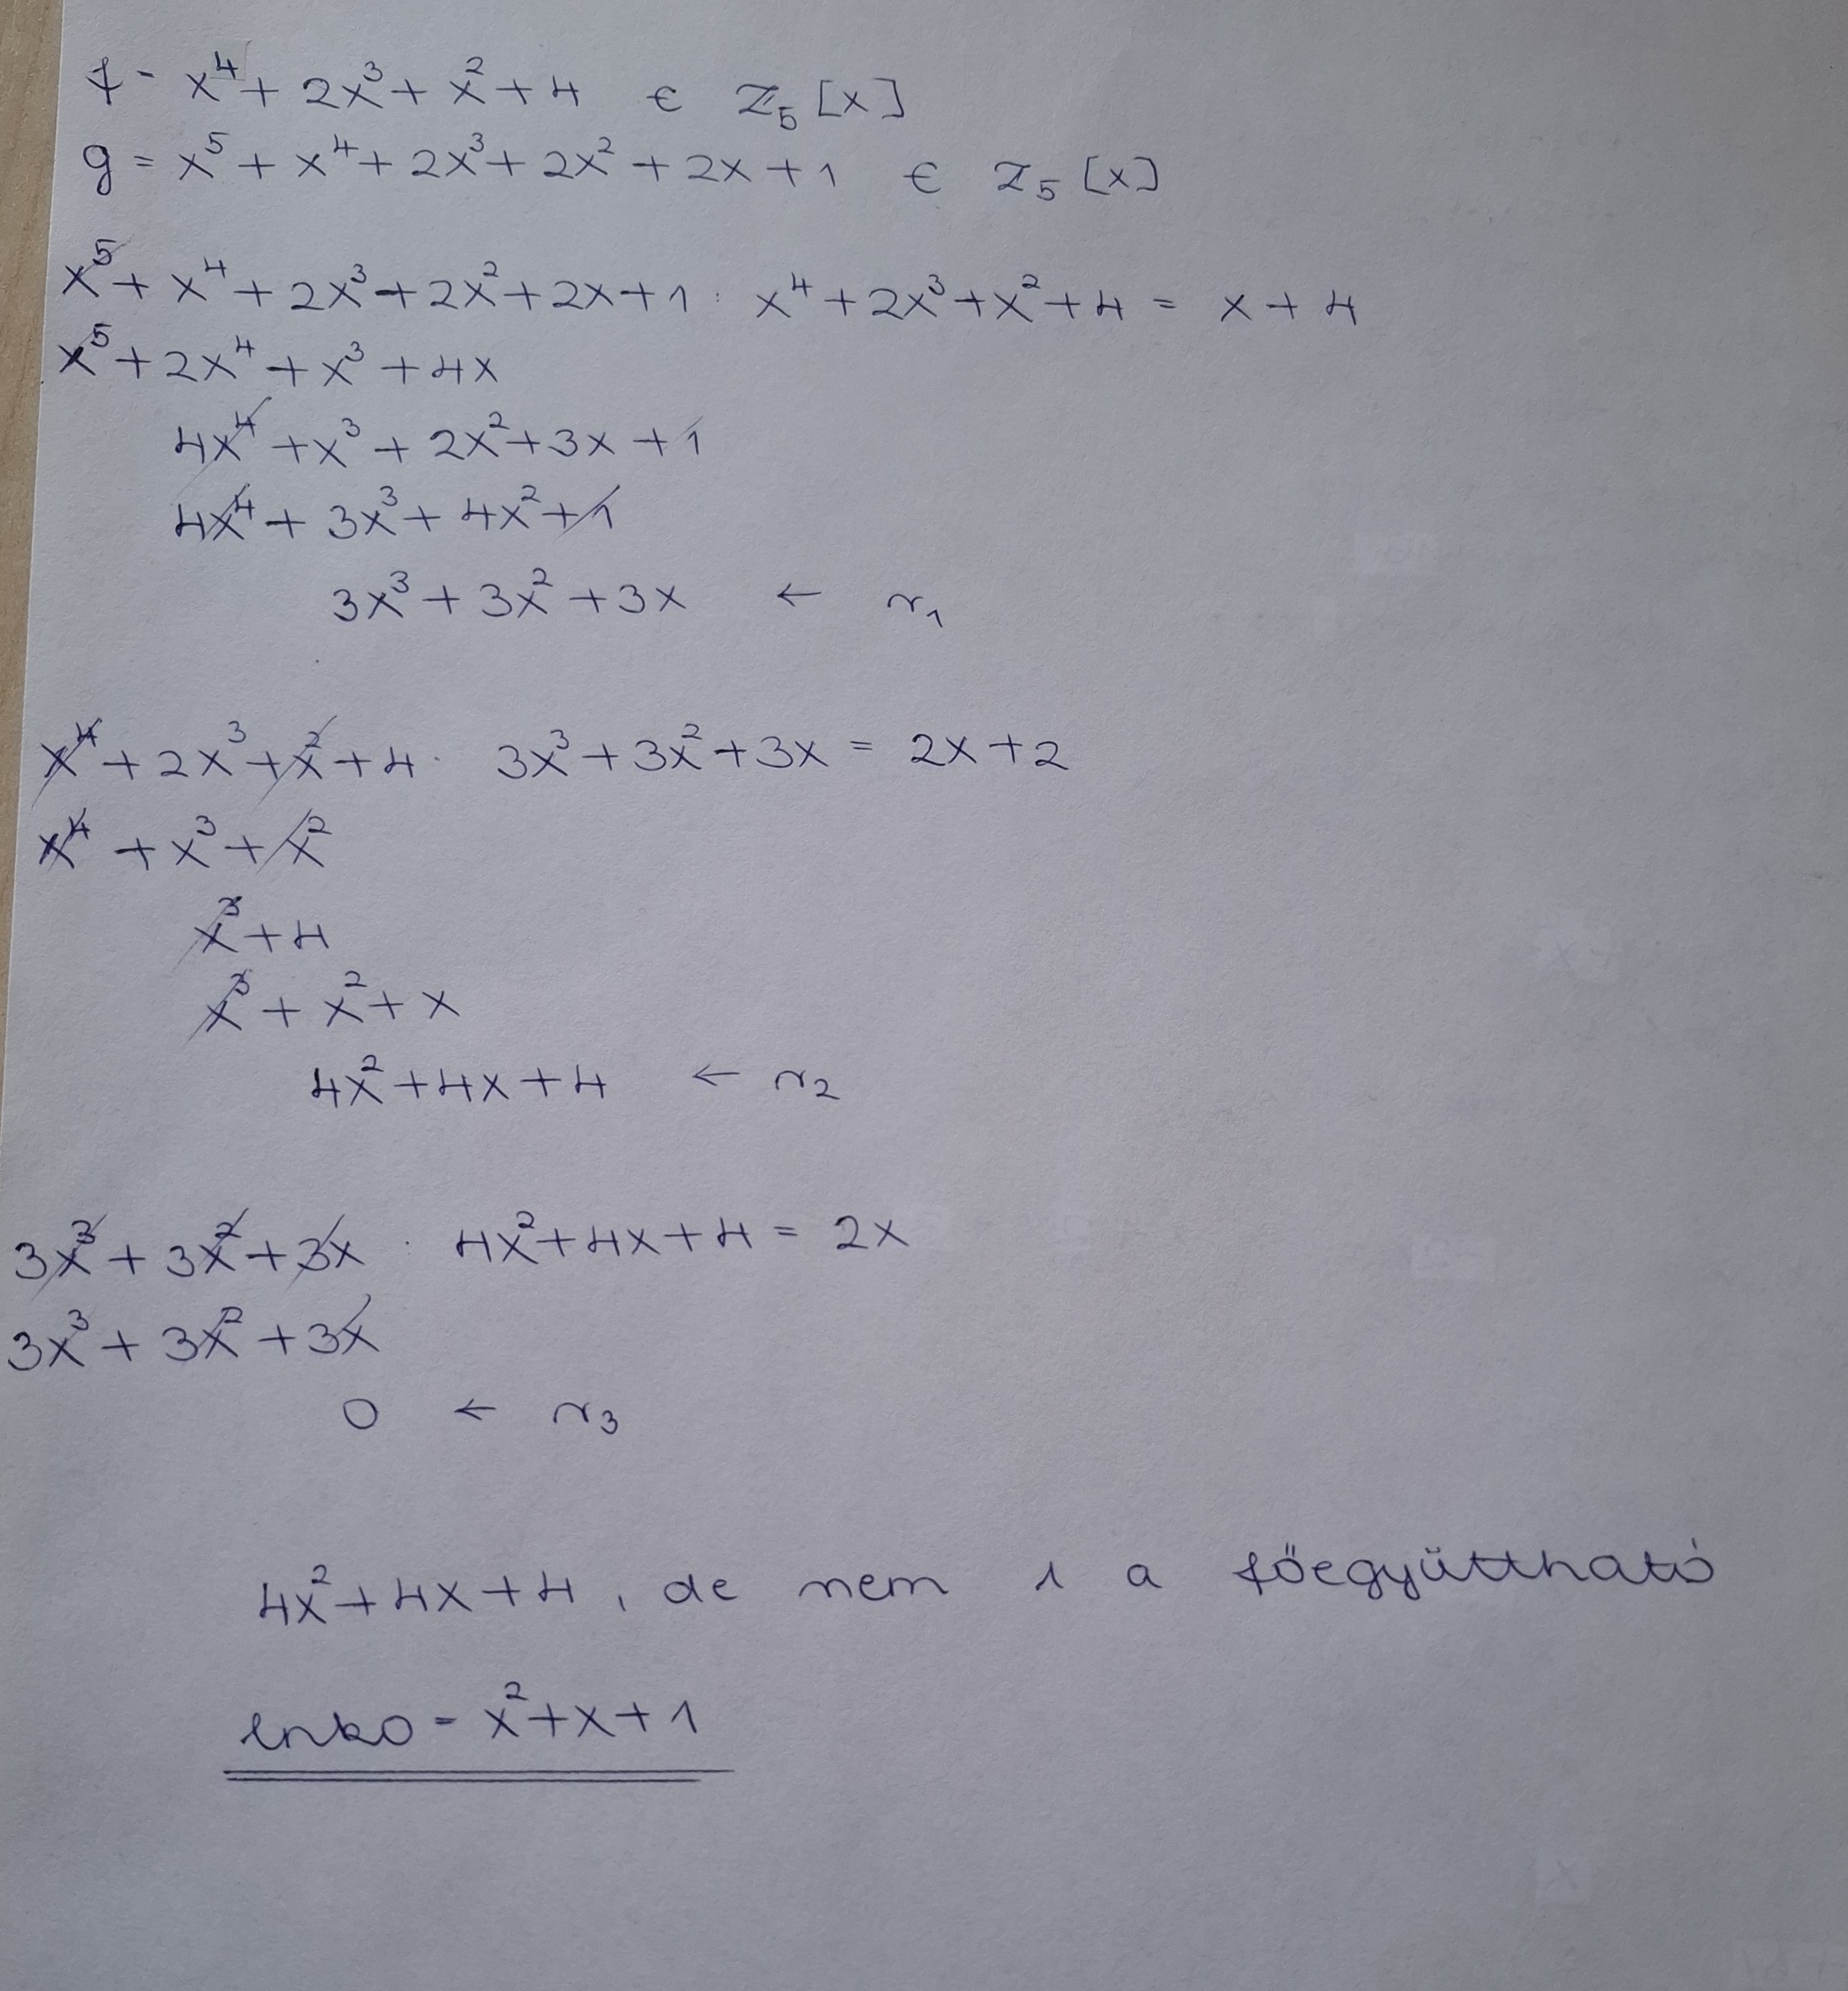 f = x⁴ + 2x³ + x² + 4 ∈ Z₅ [x]
g = x⁵ + x⁴ + 2x³ + 2x² + 2x + 1 ∈ Z₅ [x]
x⁵ + x⁴ + 2x³ + 2x² + 2x + 1 : x⁴ + 2x³ + x² + 4 = x + 4
x⁵ + 2x⁴ + x³ + 4x
4x⁴ + x³ + 2x² + 3x + 1
4x⁴ + 3x³ + 4x² + 1
3x³ + 3x² + 3x ← r₁
x⁴ + 2x³ + x² + 4 : 3x³ + 3x² + 3x = 2x + 2
x⁴ + x³ + x²
x³ + 4
x³ + x² + x
4x² + 4x + 4 ← r₂
3x³ + 3x² + 3x : 4x² + 4x + 4 = 2x
3x³ + 3x² + 3x
0 ← r₃
4x² + 4x + 4, de nem 1 a főegyüttható
lnko = x² + x + 1